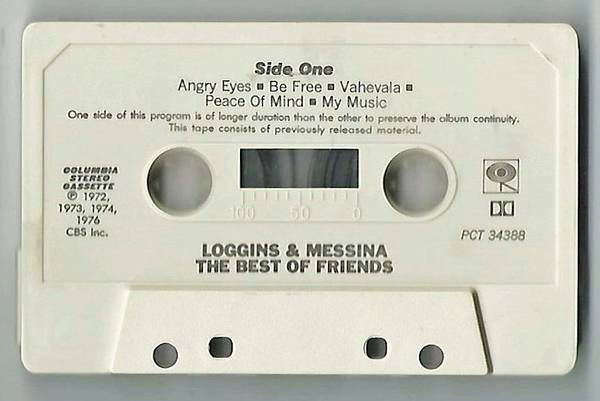 Side One
Angry Eyes ▪ Be Free ▪ Vahevala ▪
Peace Of Mind ▪ My Music
One side of this program is of longer duration than the other to preserve the album continuity.
This tape consists of previously released material.
COLUMBIA
STEREO
CASSETTE
℗ 1972,
1973, 1974,
1976
CBS Inc.
100 50 0
PCT 34388
LOGGINS & MESSINA
THE BEST OF FRIENDS